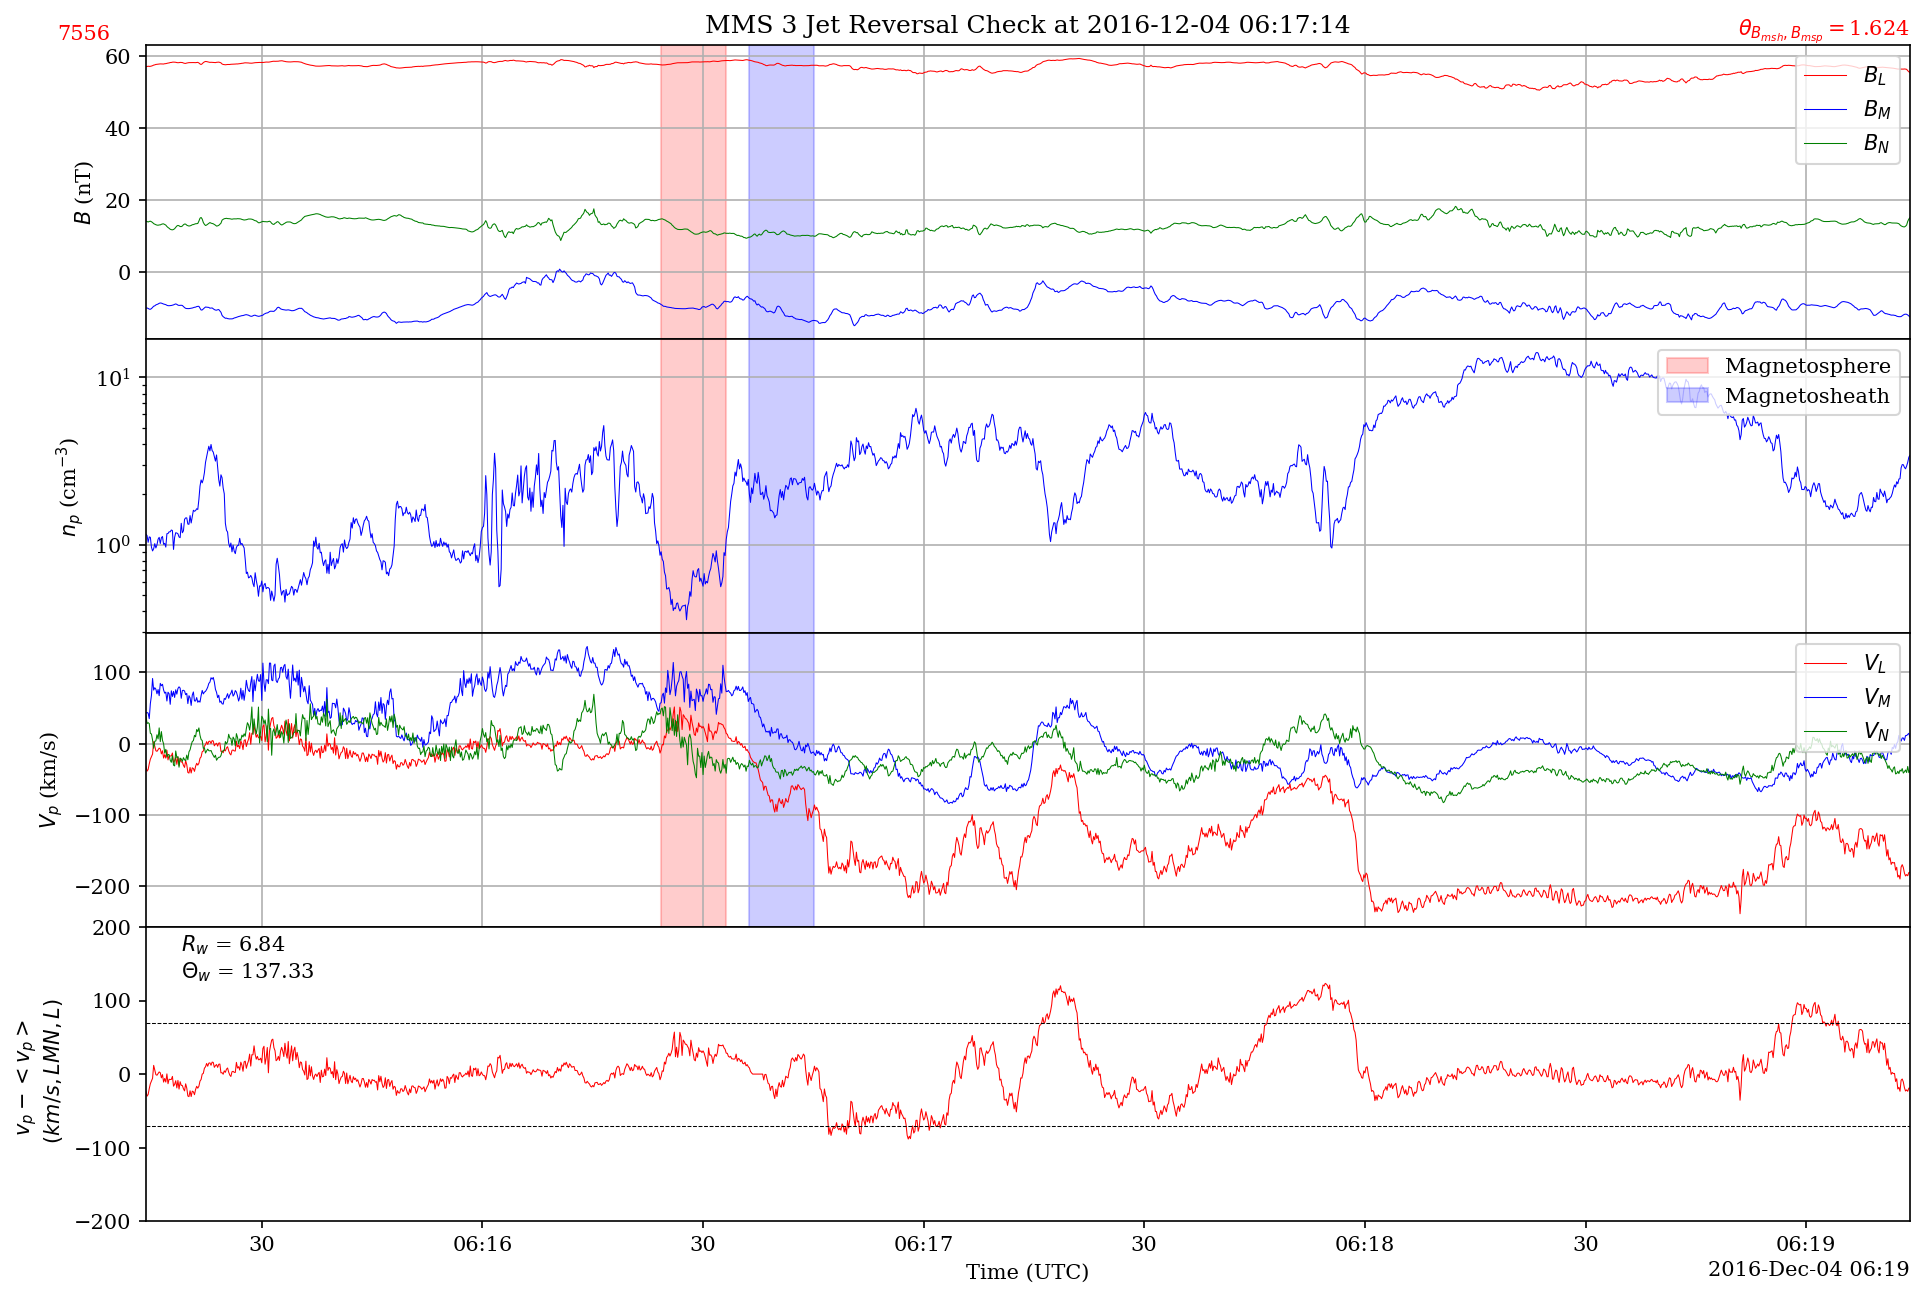 7556
MMS 3 Jet Reversal Check at 2016-12-04 06:17:14
θ_{B_{msh}, B_{msp}} = 1.624
60
40
20
0
B (nT)
B_L
B_M
B_N
10^1
10^0
n_p (cm^{-3})
Magnetosphere
Magnetosheath
100
0
−100
−200
V_p (km/s)
V_L
V_M
V_N
200
100
0
−100
−200
v_p − < v_p >
(km/s, LMN, L)
R_w = 6.84
Θ_w = 137.33
30 06:16 30 06:17 30 06:18 30 06:19
Time (UTC)
2016-Dec-04 06:19